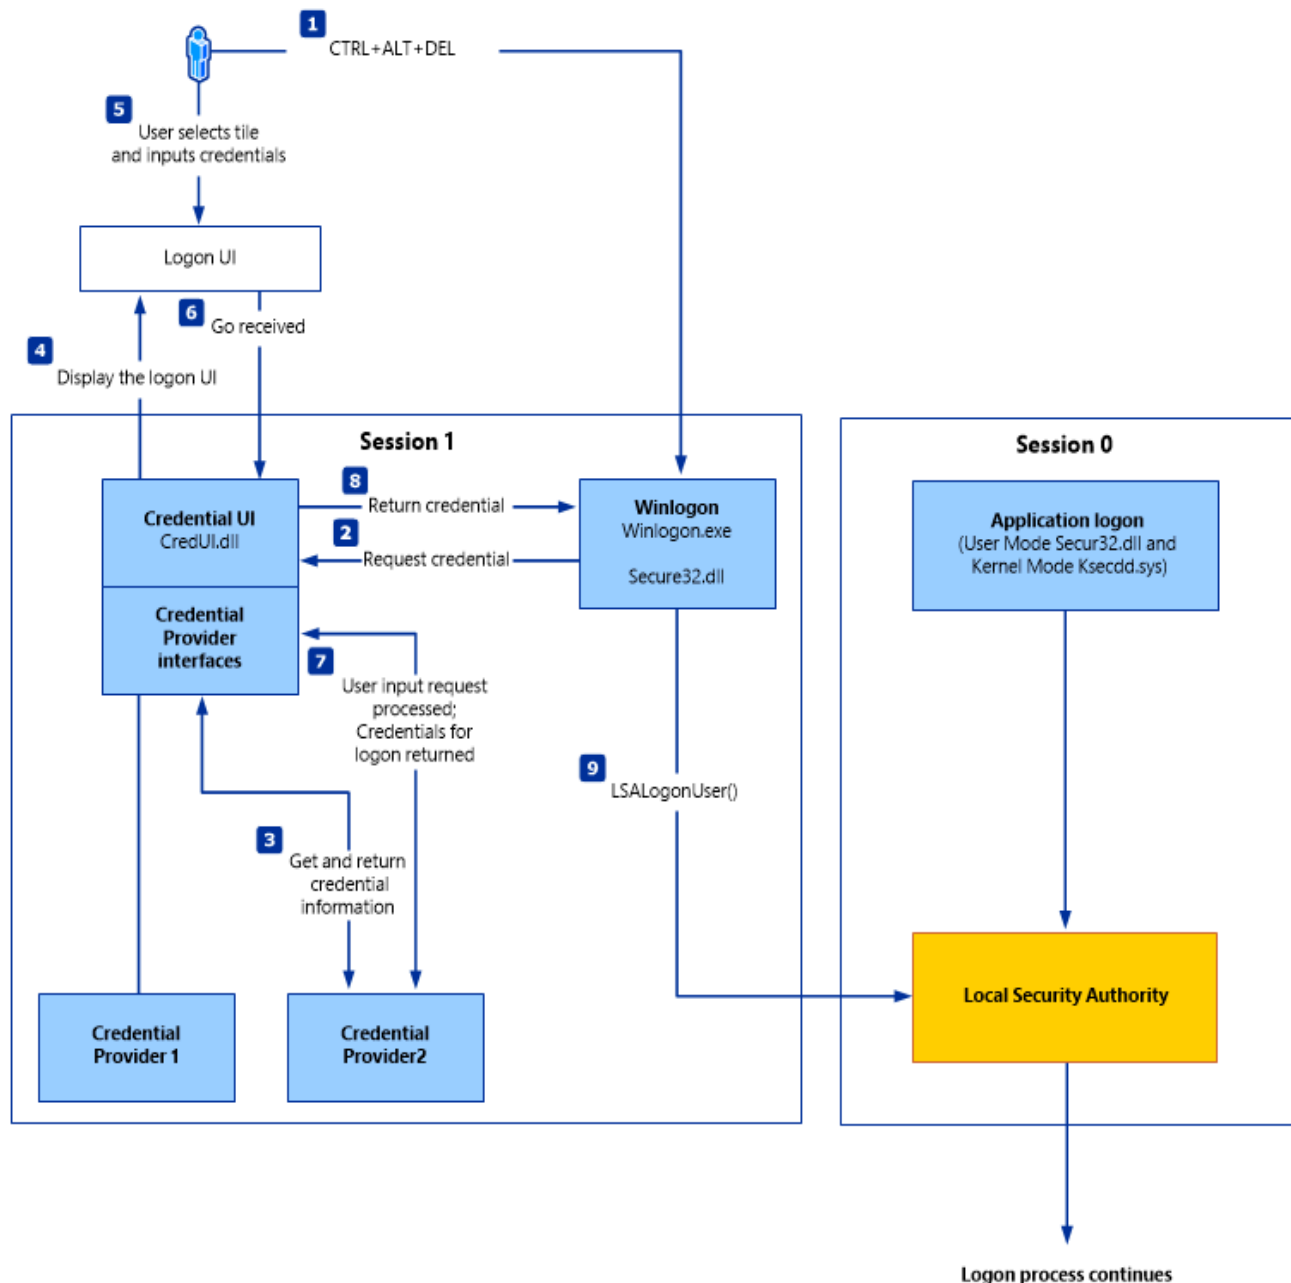 1
CTRL+ALT+DEL
5
User selects tile
and inputs credentials
Logon UI
6
Go received
4
Display the logon UI
Session 1
Session 0
8
Return credential
2
Request credential
Credential UI
CredUI.dll
Winlogon
Winlogon.exe
Secure32.dll
Application logon
(User Mode Secur32.dll and
Kernel Mode Ksecdd.sys)
Credential
Provider
interfaces
7
User input request
processed;
Credentials for
logon returned
9
LSALogonUser()
3
Get and return
credential
information
Local Security Authority
Credential
Provider 1
Credential
Provider2
Logon process continues